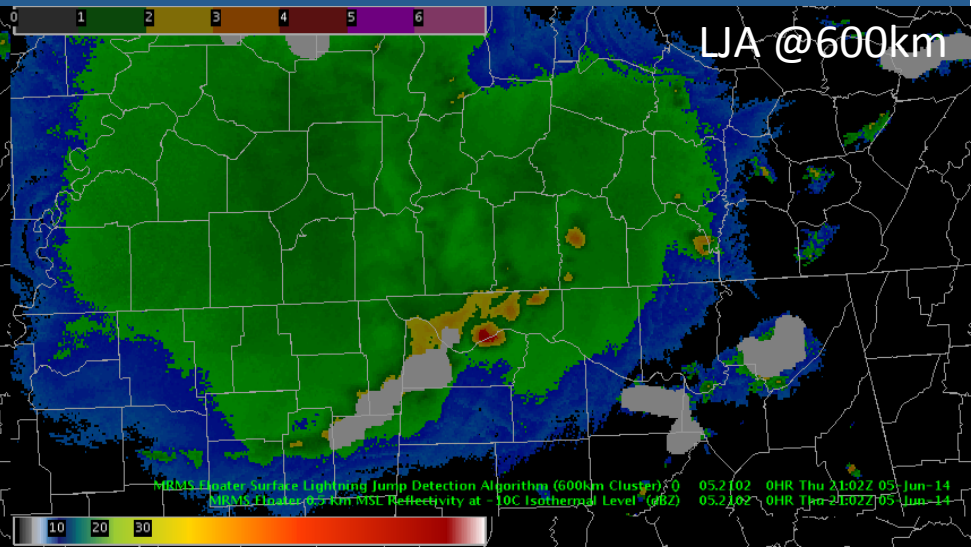 0 1 2 3 4 5 6
LJA @600km
MRMS Floater Surface Lightning Jump Detection Algorithm (600km Cluster) 0 05.2102 0HR Thu 21:02Z 05-Jun-14
MRMS Floater 0.5 Km MSL Reflectivity at -10C Isothermal Level (dBZ) 05.2102 0HR Thu 21:02Z 05-Jun-14
10 20 30